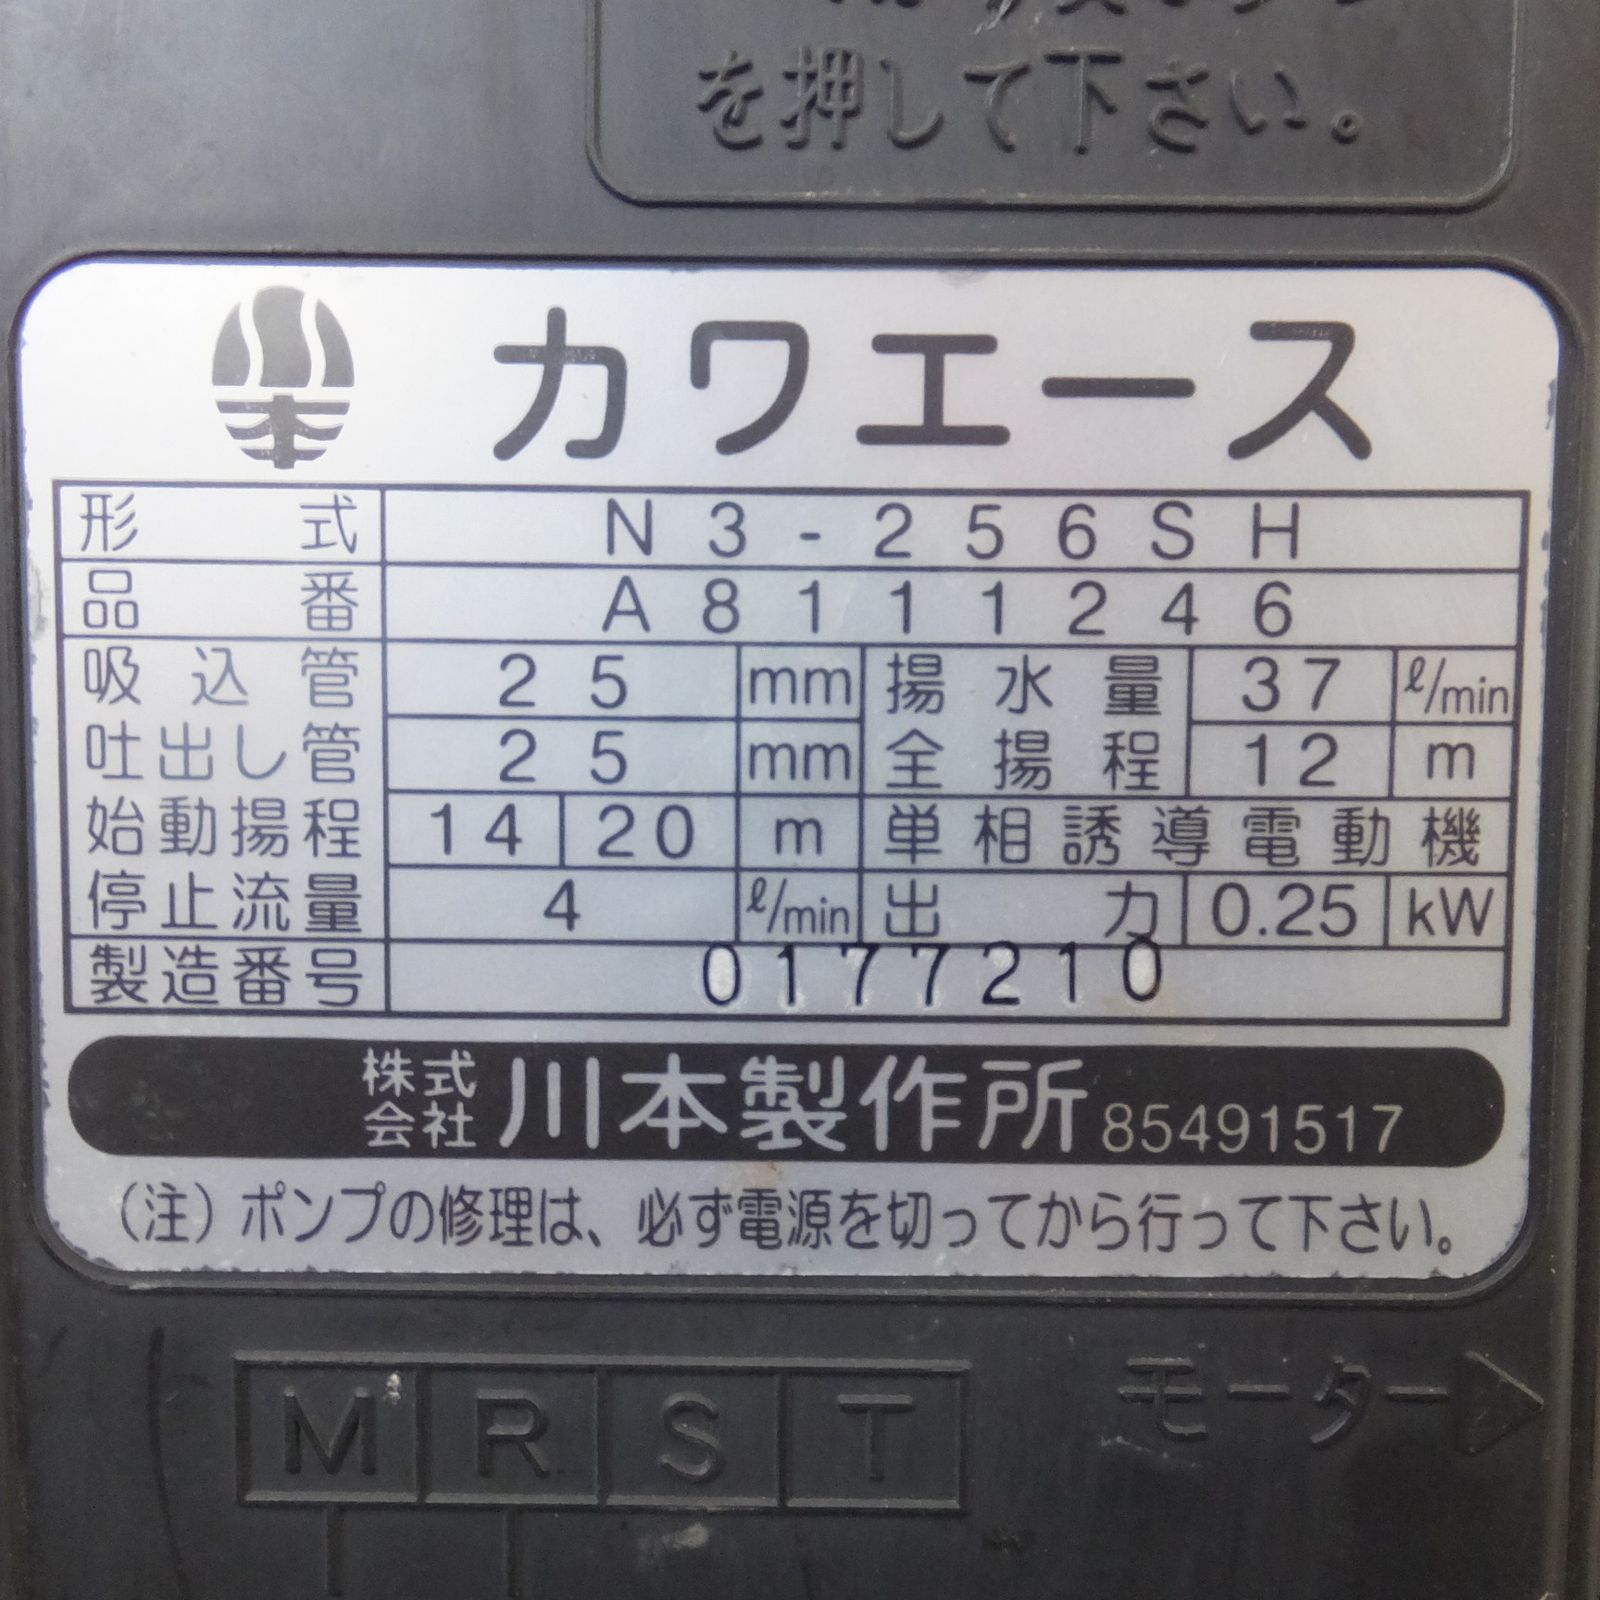 を押して下さい。
川本
カワエース
形式 N3-256SH
品番 A8111246
吸込管 25 mm 揚水量 37 ℓ/min
吐出し管 25 mm 全揚程 12 m
始動揚程 14 20 m 単相誘導電動機
停止流量 4 ℓ/min 出力 0.25 kW
製造番号 0177210
株式会社 川本製作所 85491517
（注）ポンプの修理は、必ず電源を切ってから行って下さい。
M R S T モーター